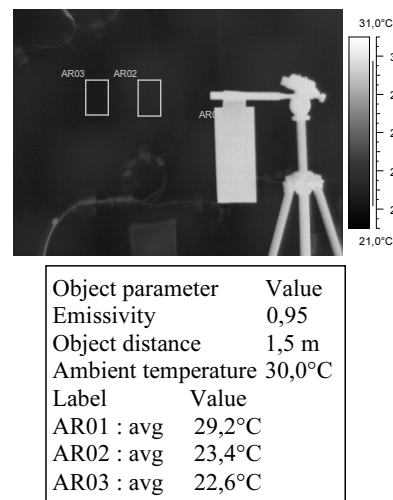 31,0°C
AR03 AR02
21,0°C
Object parameter Value
Emissivity 0,95
Object distance 1,5 m
Ambient temperature 30,0°C
Label Value
AR01 : avg 29,2°C
AR02 : avg 23,4°C
AR03 : avg 22,6°C